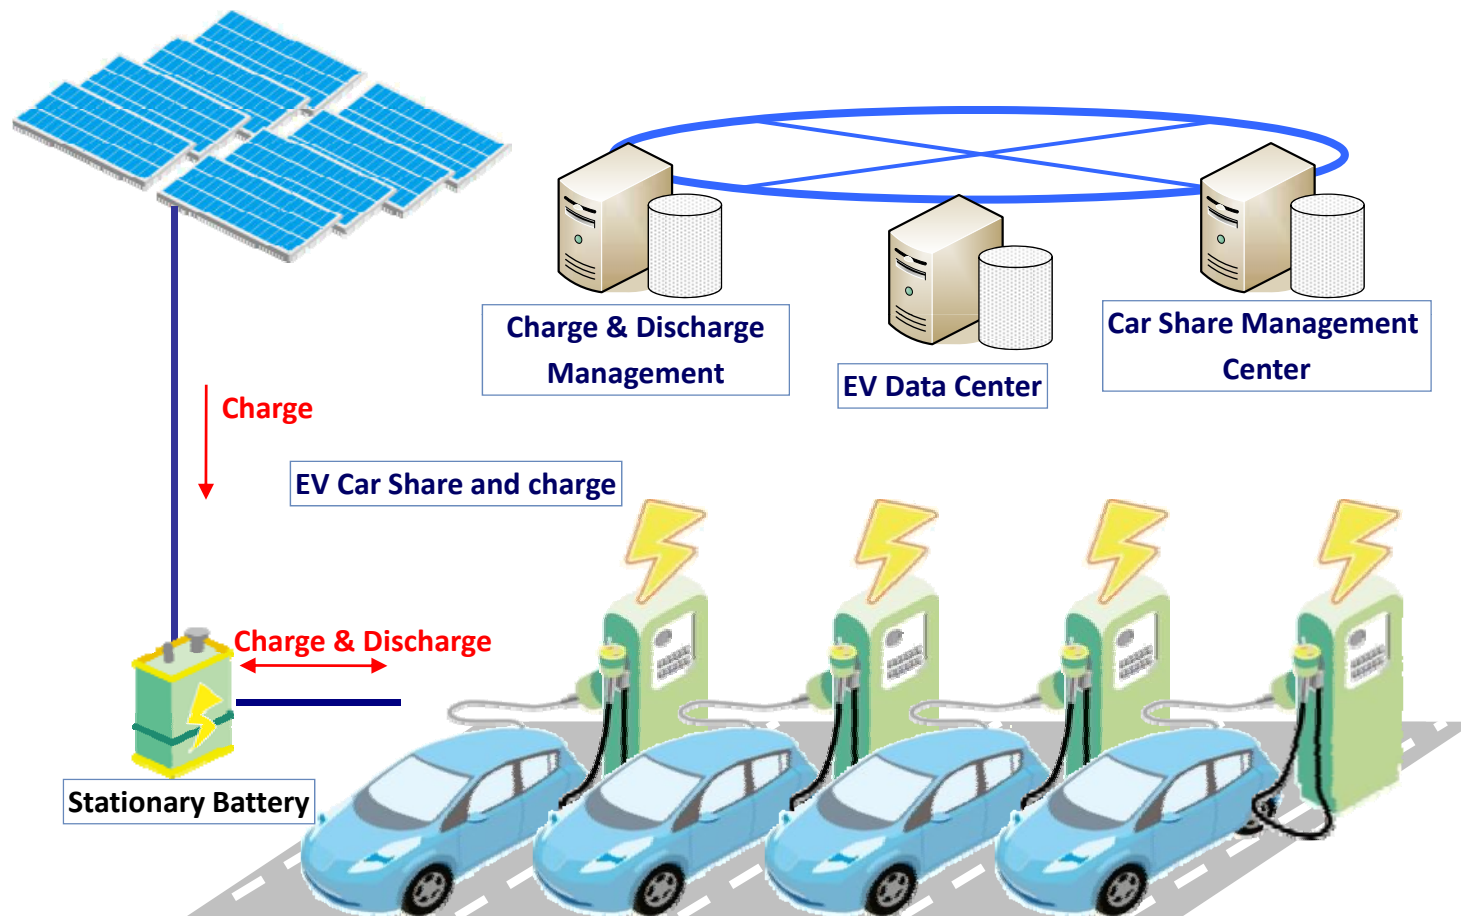 Charge & Discharge
Management
EV Data Center
Car Share Management
Center
Charge
EV Car Share and charge
Charge & Discharge
Stationary Battery